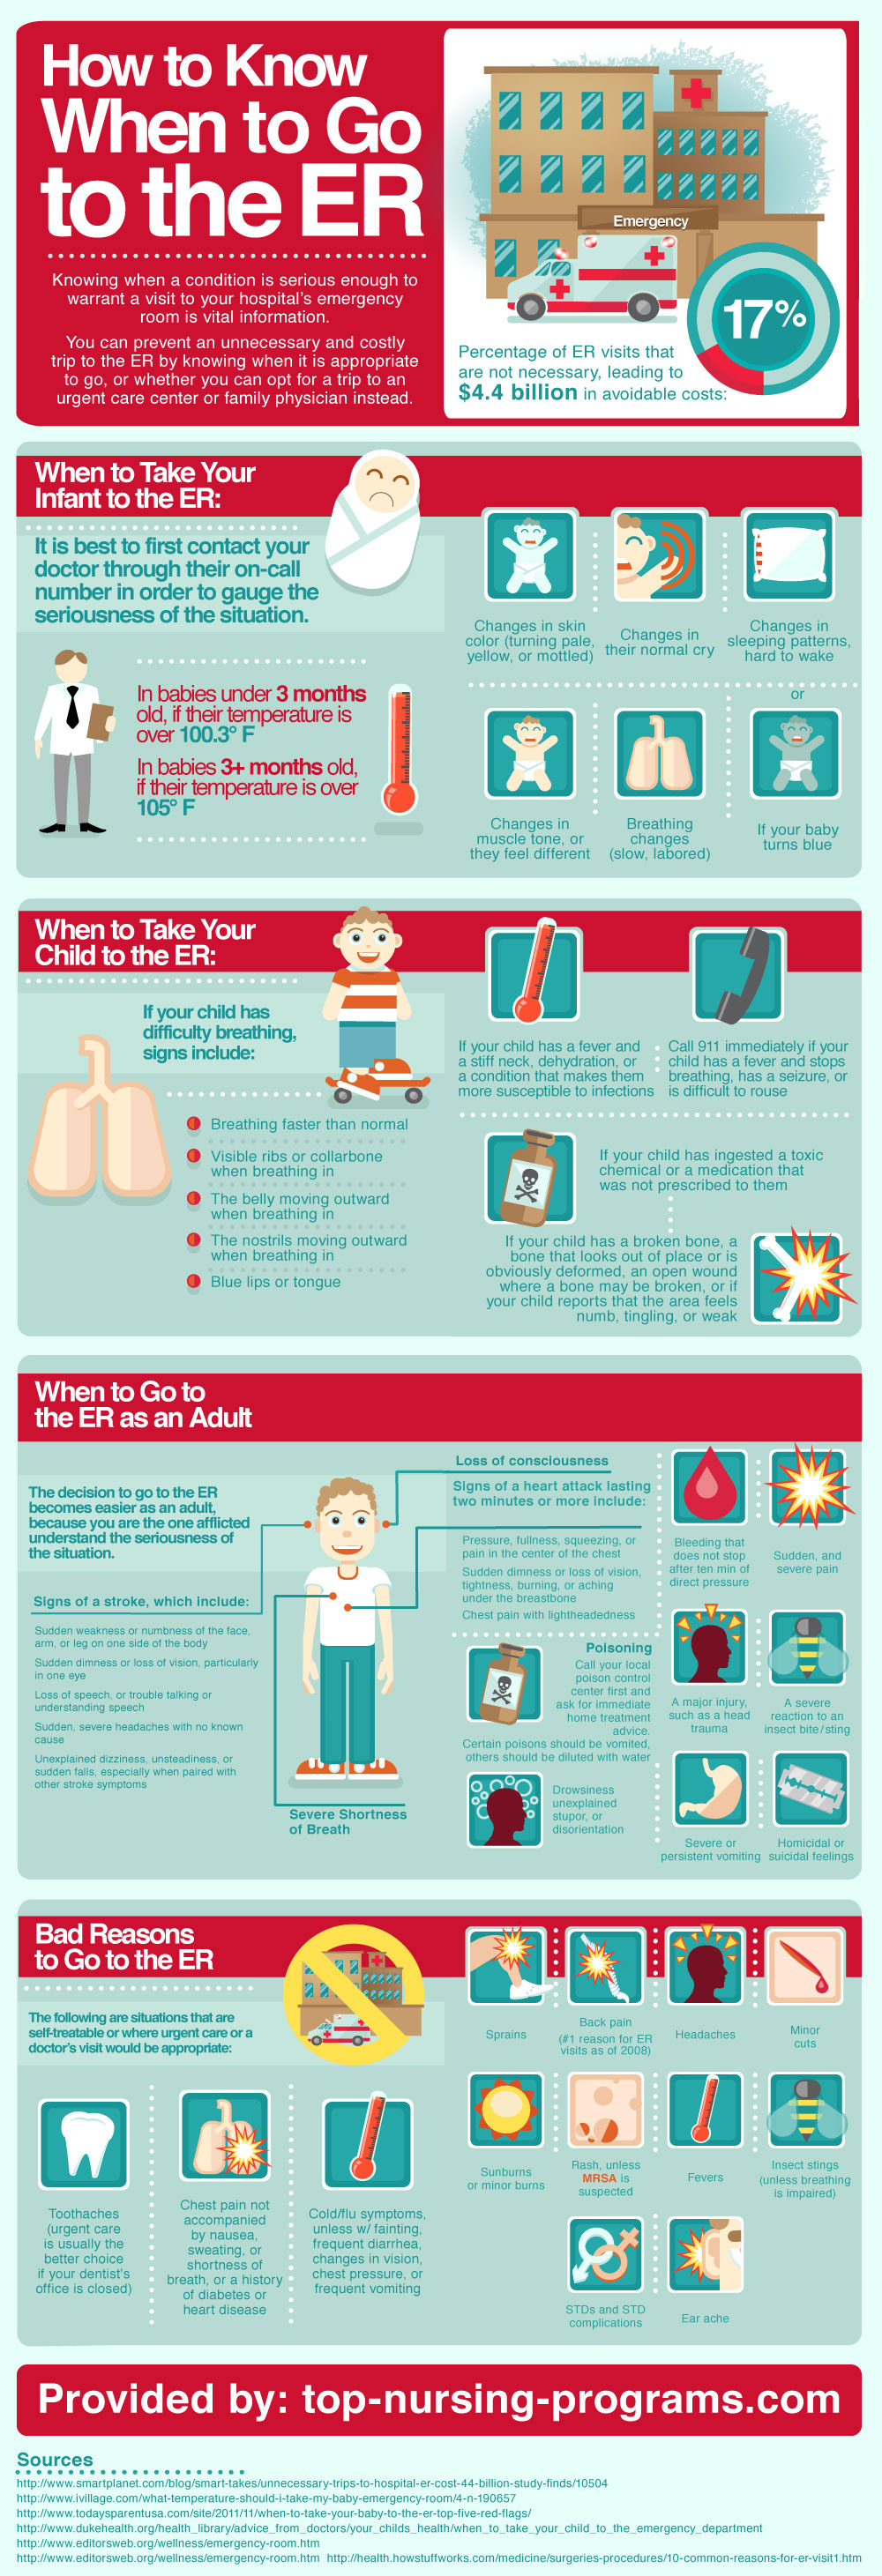 How to Know
When to Go
to the ER
Knowing when a condition is serious enough to
warrant a visit to your hospital's emergency
room is vital information.
You can prevent an unnecessary and costly
trip to the ER by knowing when it is appropriate
to go, or whether you can opt for a trip to an
urgent care center or family physician instead.
Emergency
17%
Percentage of ER visits that
are not necessary, leading to
$4.4 billion in avoidable costs:
When to Take Your
Infant to the ER:
It is best to first contact your
doctor through their on-call
number in order to gauge the
seriousness of the situation.
In babies under 3 months
old, if their temperature is
over 100.3° F
In babies 3+ months old,
if their temperature is over
105° F
Changes in skin
color (turning pale,
yellow, or mottled)
Changes in
their normal cry
Changes in
sleeping patterns,
hard to wake
or
Changes in
muscle tone, or
they feel different
Breathing
changes
(slow, labored)
If your baby
turns blue
When to Take Your
Child to the ER:
If your child has
difficulty breathing,
signs include:
Breathing faster than normal
Visible ribs or collarbone
when breathing in
The belly moving outward
when breathing in
The nostrils moving outward
when breathing in
Blue lips or tongue
If your child has a fever and
a stiff neck, dehydration, or
a condition that makes them
more susceptible to infections
Call 911 immediately if your
child has a fever and stops
breathing, has a seizure, or
is difficult to rouse
If your child has ingested a toxic
chemical or a medication that
was not prescribed to them
If your child has a broken bone, a
bone that looks out of place or is
obviously deformed, an open wound
where a bone may be broken, or if
your child reports that the area feels
numb, tingling, or weak
When to Go to
the ER as an Adult
The decision to go to the ER
becomes easier as an adult,
because you are the one afflicted
understand the seriousness of
the situation.
Signs of a stroke, which include:
Sudden weakness or numbness of the face,
arm, or leg on one side of the body
Sudden dimness or loss of vision, particularly
in one eye
Loss of speech, or trouble talking or
understanding speech
Sudden, severe headaches with no known
cause
Unexplained dizziness, unsteadiness, or
sudden falls, especially when paired with
other stroke symptoms
Severe Shortness
of Breath
Loss of consciousness
Signs of a heart attack lasting
two minutes or more include:
Pressure, fullness, squeezing, or
pain in the center of the chest
Sudden dimness or loss of vision,
tightness, burning, or aching
under the breastbone
Chest pain with lightheadedness
Poisoning
Call your local
poison control
center first and
ask for immediate
home treatment
advice.
Certain poisons should be vomited,
others should be diluted with water
Drowsiness
unexplained
stupor, or
disorientation
Bleeding that
does not stop
after ten min of
direct pressure
Sudden, and
severe pain
A major injury,
such as a head
trauma
A severe
reaction to an
insect bite/sting
Severe or
persistent vomiting
Homicidal or
suicidal feelings
Bad Reasons
to Go to the ER
The following are situations that are
self-treatable or where urgent care or a
doctor's visit would be appropriate:
Toothaches
(urgent care
is usually the
better choice
if your dentist's
office is closed)
Chest pain not
accompanied
by nausea,
sweating, or
shortness of
breath, or a history
of diabetes or
heart disease
Cold/flu symptoms,
unless w/ fainting,
frequent diarrhea,
changes in vision,
chest pressure, or
frequent vomiting
Sprains
Back pain
(#1 reason for ER
visits as of 2008)
Headaches
Minor
cuts
Sunburns
or minor burns
Rash, unless
MRSA is
suspected
Fevers
Insect stings
(unless breathing
is impaired)
STDs and STD
complications
Ear ache
Provided by: top-nursing-programs.com
Sources
http://www.smartplanet.com/blog/smart-takes/unnecessary-trips-to-hospital-er-cost-44-billion-study-finds/10504
http://www.ivillage.com/what-temperature-should-i-take-my-baby-emergency-room/4-n-190657
http://www.todaysparentusa.com/site/2011/11/when-to-take-your-baby-to-the-er-top-five-red-flags/
http://www.dukehealth.org/health_library/advice_from_doctors/your_childs_health/when_to_take_your_child_to_the_emergency_department
http://www.editorsweb.org/wellness/emergency-room.htm
http://www.editorsweb.org/wellness/emergency-room.htm http://health.howstuffworks.com/medicine/surgeries-procedures/10-common-reasons-for-er-visit1.htm